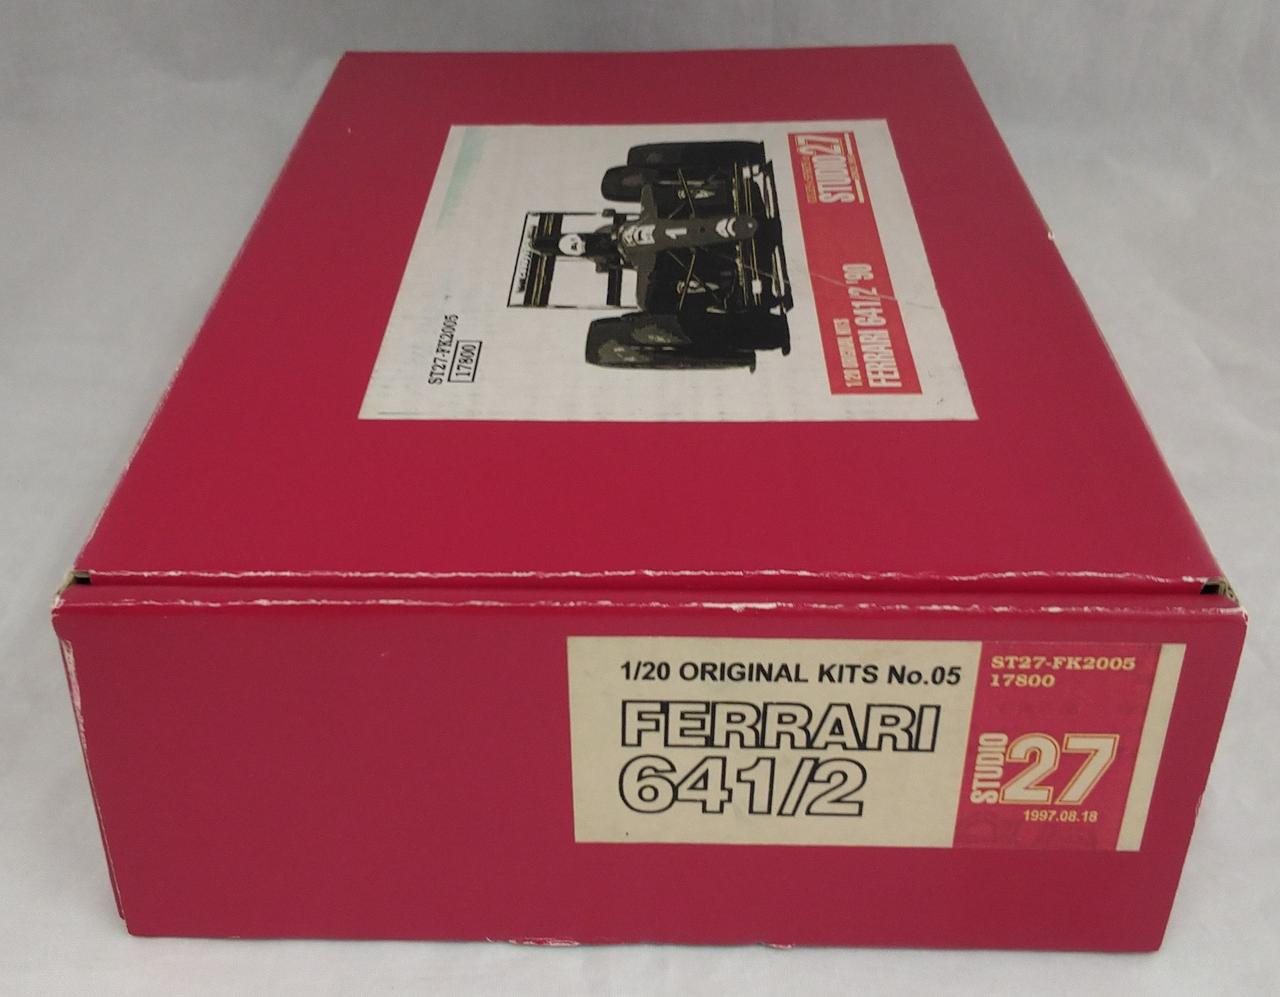 STUDIO 27
1/20 ORIGINAL KITS
FERRARI 641/2 '90
1
ST27-FK2005
17800
1/20 ORIGINAL KITS No.05
FERRARI
641/2
ST27-FK2005
17800
STUDIO
27
1997.08.18